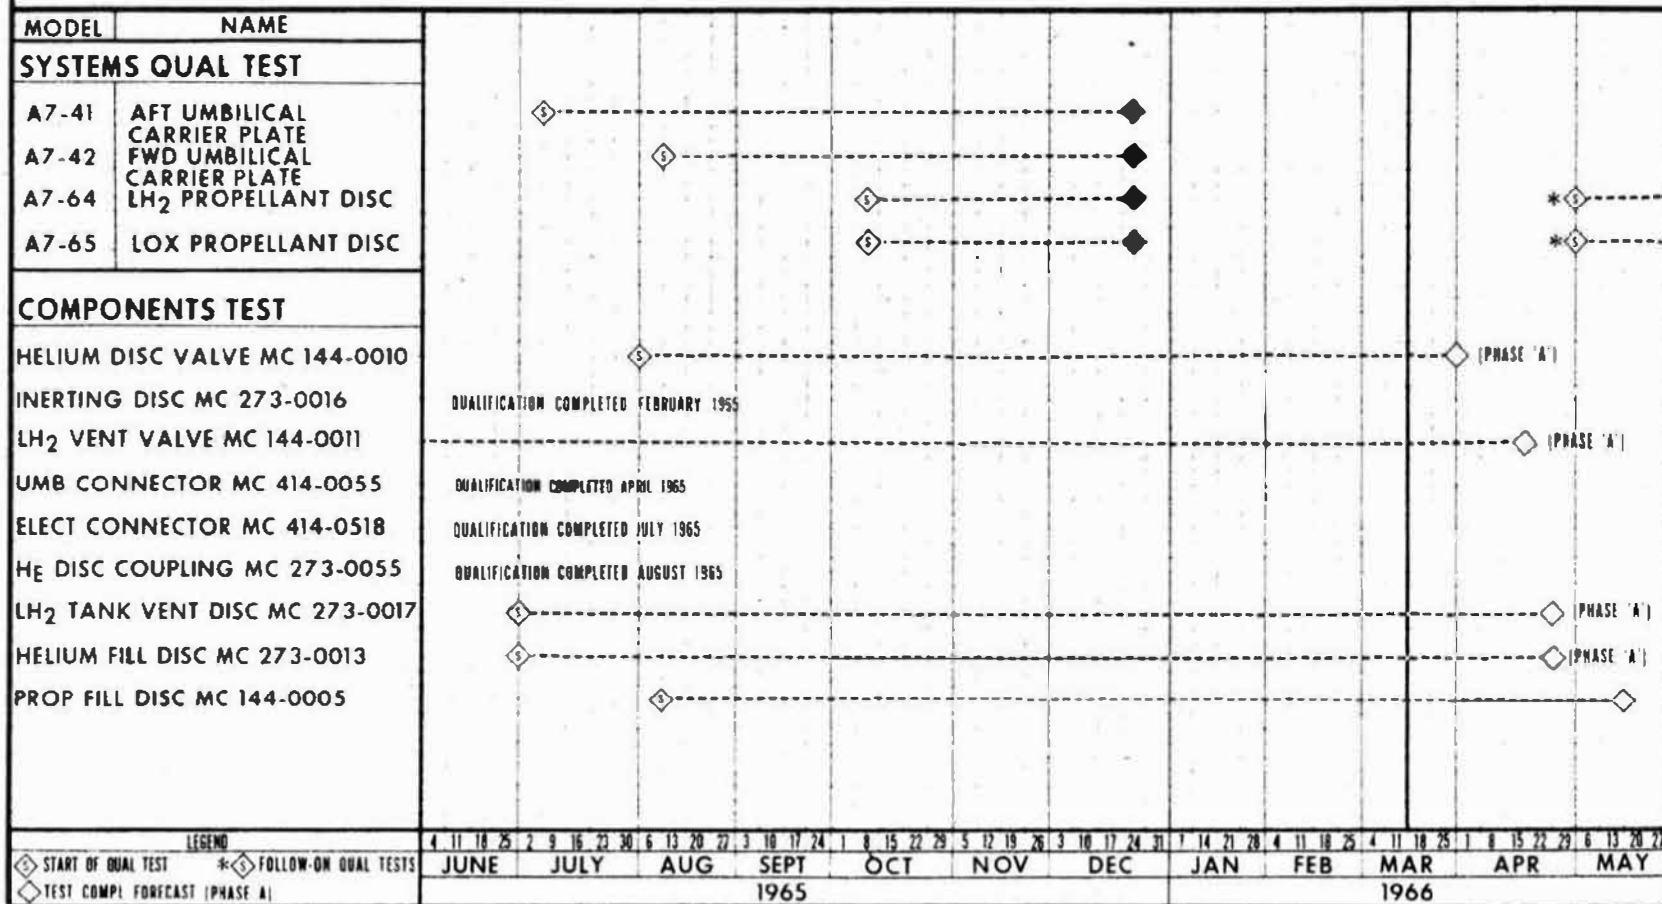 MODEL NAME
SYSTEMS QUAL TEST
A7-41 AFT UMBILICAL
CARRIER PLATE
A7-42 FWD UMBILICAL
CARRIER PLATE
A7-64 LH2 PROPELLANT DISC
A7-65 LOX PROPELLANT DISC
COMPONENTS TEST
HELIUM DISC VALVE MC 144-0010 (PHASE 'A')
INERTING DISC MC 273-0016 QUALIFICATION COMPLETED FEBRUARY 1965
LH2 VENT VALVE MC 144-0011 (PHASE 'A')
UMB CONNECTOR MC 414-0055 QUALIFICATION COMPLETED APRIL 1965
ELECT CONNECTOR MC 414-0518 QUALIFICATION COMPLETED JULY 1965
HE DISC COUPLING MC 273-0055 QUALIFICATION COMPLETED AUGUST 1965
LH2 TANK VENT DISC MC 273-0017 (PHASE 'A')
HELIUM FILL DISC MC 273-0013 (PHASE 'A')
PROP FILL DISC MC 144-0005
LEGEND
S START OF QUAL TEST *S FOLLOW-ON QUAL TESTS
TEST COMPL FORECAST (PHASE A)
4 11 18 25 2 9 16 23 30 6 13 20 27 3 10 17 24 1 8 15 22 29 5 12 19 26 3 10 17 24 31 7 14 21 28 4 11 18 25 4 11 18 25 1 8 15 22 29 6 13 20 27
JUNE JULY AUG SEPT OCT NOV DEC JAN FEB MAR APR MAY
1965 1966